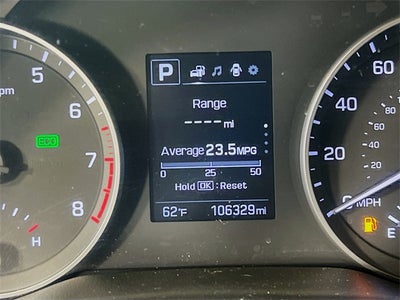 P
Range
---- mi
Average 23.5 MPG
0 25 50
Hold OK : Reset
62°F 106329 mi
5
6
7
8
pm
ECO
H
60
40
20
0 MPH
E